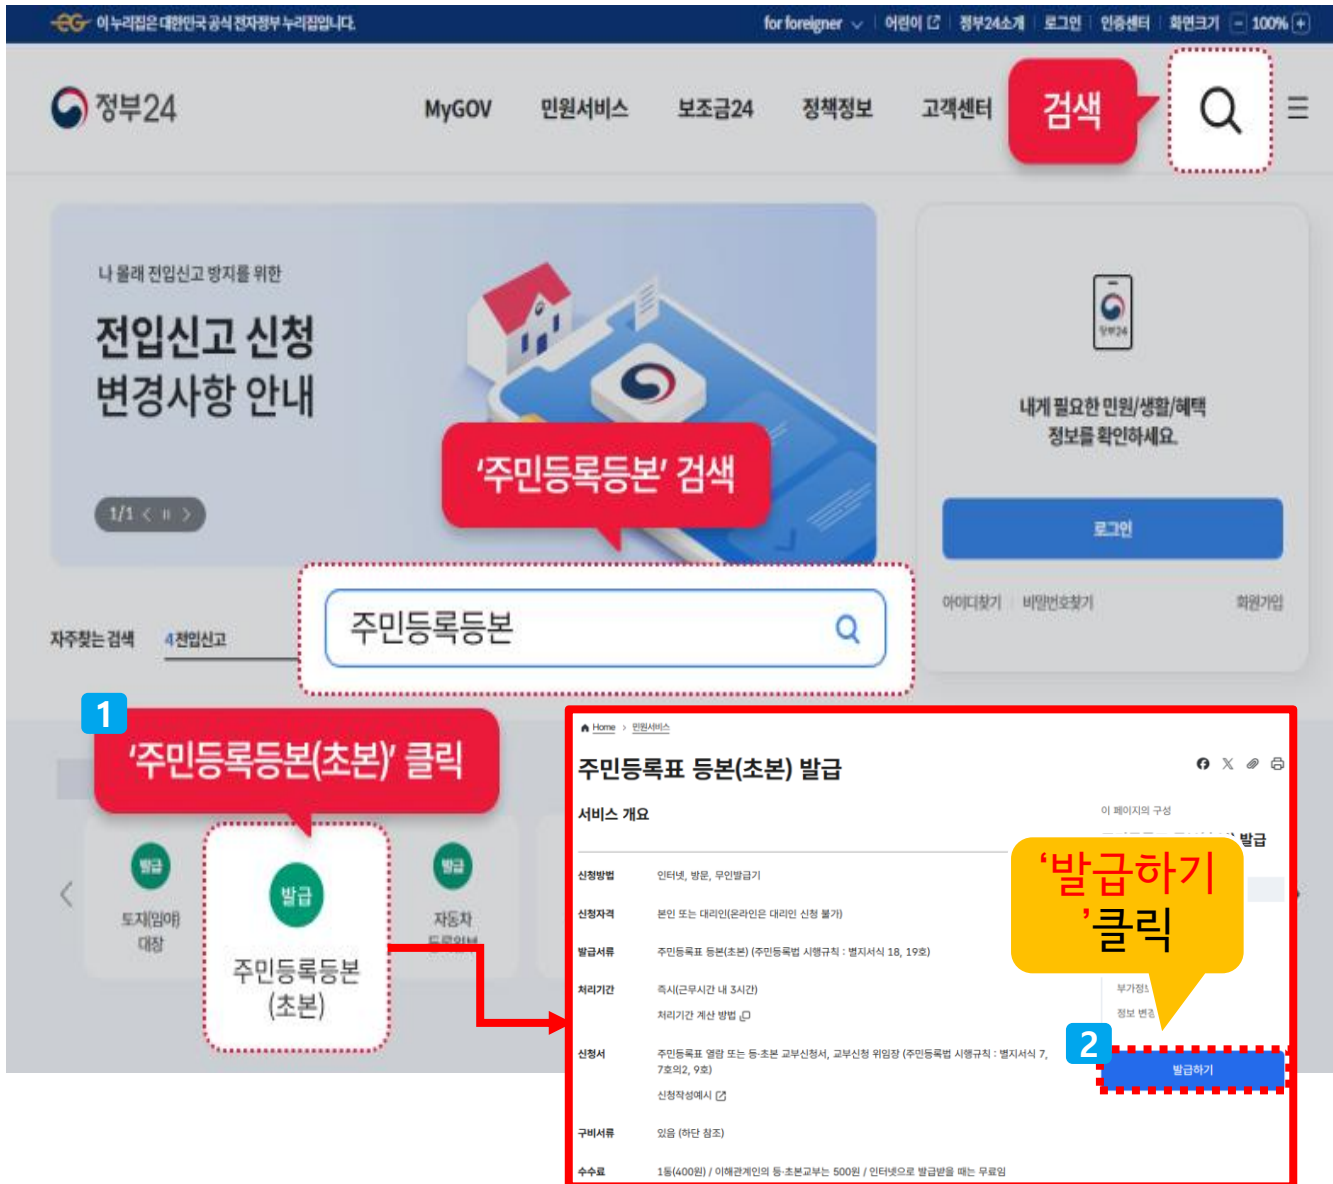 이 누리집은 대한민국 공식 전자정부 누리집입니다.
for foreigner
어린이
정부24소개
로그인
인증센터
화면크기
100%
정부24
MyGOV
민원서비스
보조금24
정책정보
고객센터
검색
나 몰래 전입신고 방지를 위한
전입신고 신청
변경사항 안내
1/1
정부24
내게 필요한 민원/생활/혜택
정보를 확인하세요.
로그인
아이디찾기
비밀번호찾기
회원가입
'주민등록등본' 검색
주민등록등본
자주찾는 검색
4 전입신고
1
'주민등록등본(초본)' 클릭
발급
토지(임야)
대장
발급
주민등록등본
(초본)
발급
자동차
Home > 민원서비스
주민등록표 등본(초본) 발급
서비스 개요
이 페이지의 구성
발급
신청방법
인터넷, 방문, 무인발급기
신청자격
본인 또는 대리인(온라인은 대리인 신청 불가)
발급서류
주민등록표 등본(초본) (주민등록법 시행규칙 : 별지서식 18, 19호)
처리기간
즉시(근무시간 내 3시간)
처리기간 계산 방법
신청서
주민등록표 열람 또는 등·초본 교부신청서, 교부신청 위임장 (주민등록법 시행규칙 : 별지서식 7,
7호의2, 9호)
신청작성예시
구비서류
있음 (하단 참조)
수수료
1통(400원) / 이해관계인의 등·초본교부는 500원 / 인터넷으로 발급받을 때는 무료임
'발급하기
'클릭
부가정
정보 변경
2
발급하기